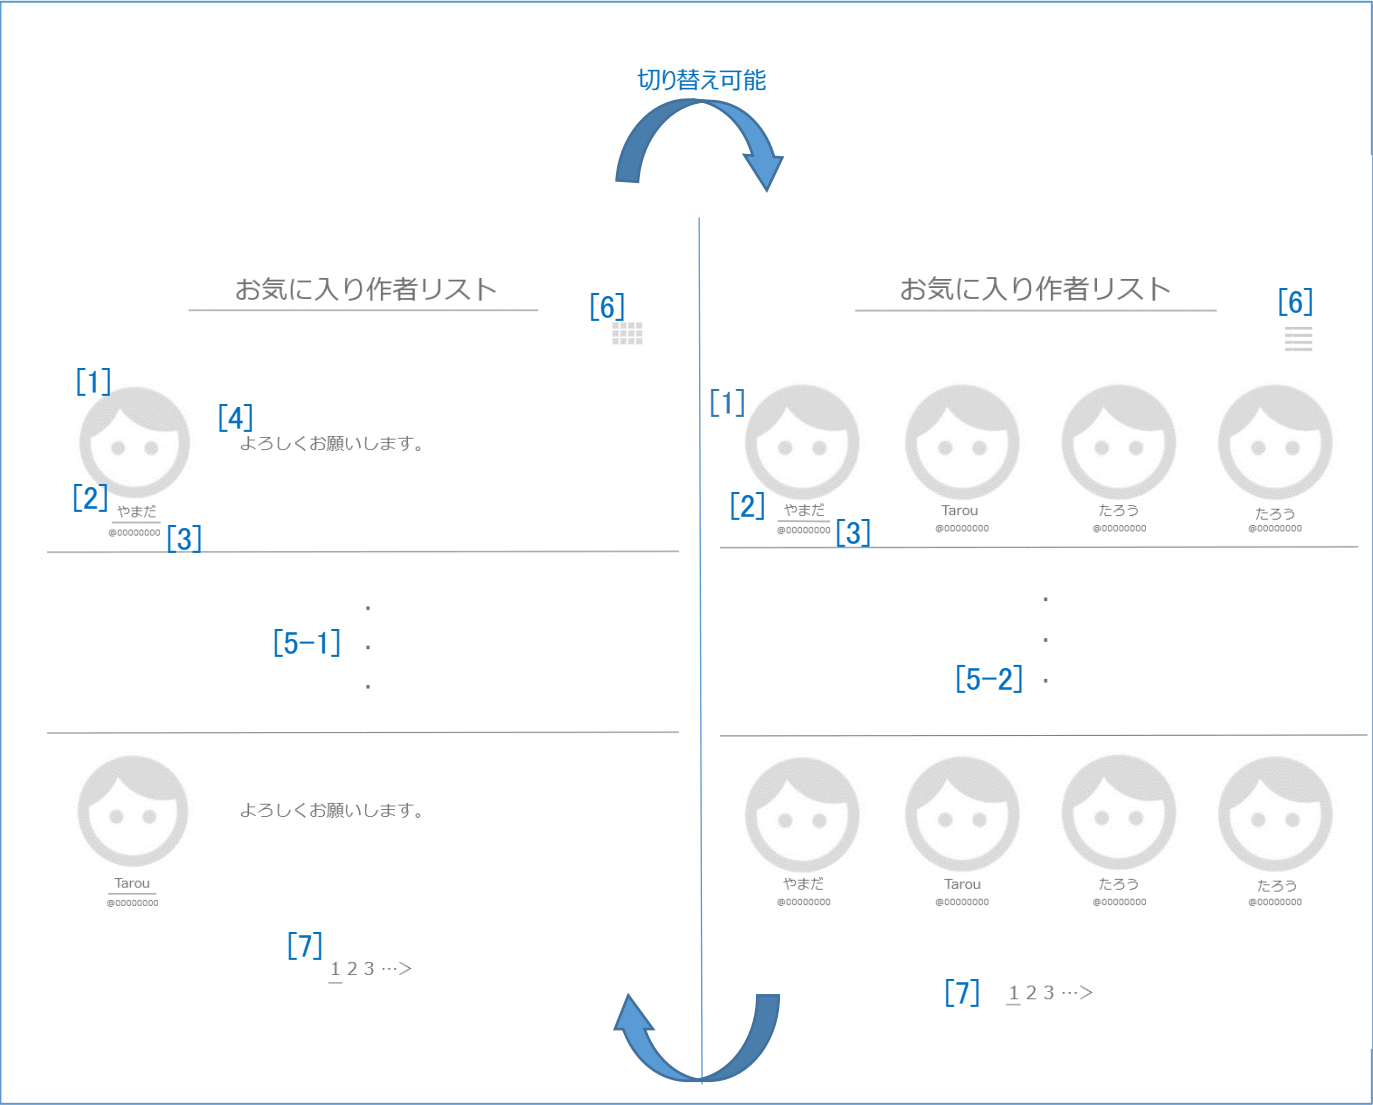 切り替え可能
お気に入り作者リスト
[6]
[1]
[4]
よろしくお願いします。
[2]
やまだ
@00000000
[3]
・
[5-1] ・
・
よろしくお願いします。
Tarou
@00000000
[7]
1 2 3 …>
お気に入り作者リスト
[6]
[1]
[2]
やまだ Tarou たろう たろう
@00000000 @00000000 @00000000 @00000000
[3]
・
・
[5-2] ・
やまだ Tarou たろう たろう
@00000000 @00000000 @00000000 @00000000
[7] 1 2 3 …>